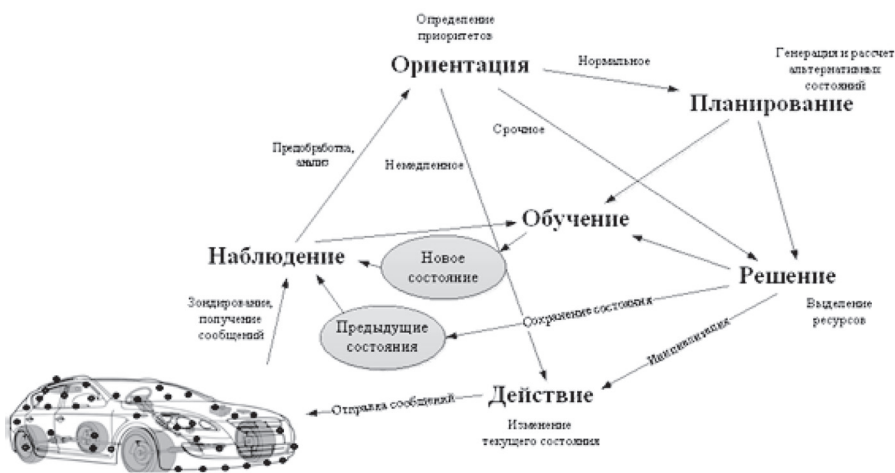 Определение
приоритетов
Ориентация
Нормальное
Генерация и рассчет
альтернативных
состояний
Планирование
Срочное
Предобработка,
анализ
Немедленное
Обучение
Наблюдение
Новое
состояние
Решение
Выделение
ресурсов
Зондирование,
получение
сообщений
Предыдущие
состояния
Сохранение состояния
Инициализация
Действие
Отправка сообщений
Изменение
текущего состояния